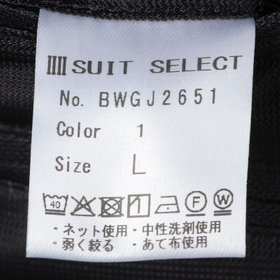 SUIT SELECT
No. BWGJ2651
Color 1
Size L
40 1 F W
・ネット使用・中性洗剤使用
・弱く絞る・あて布使用